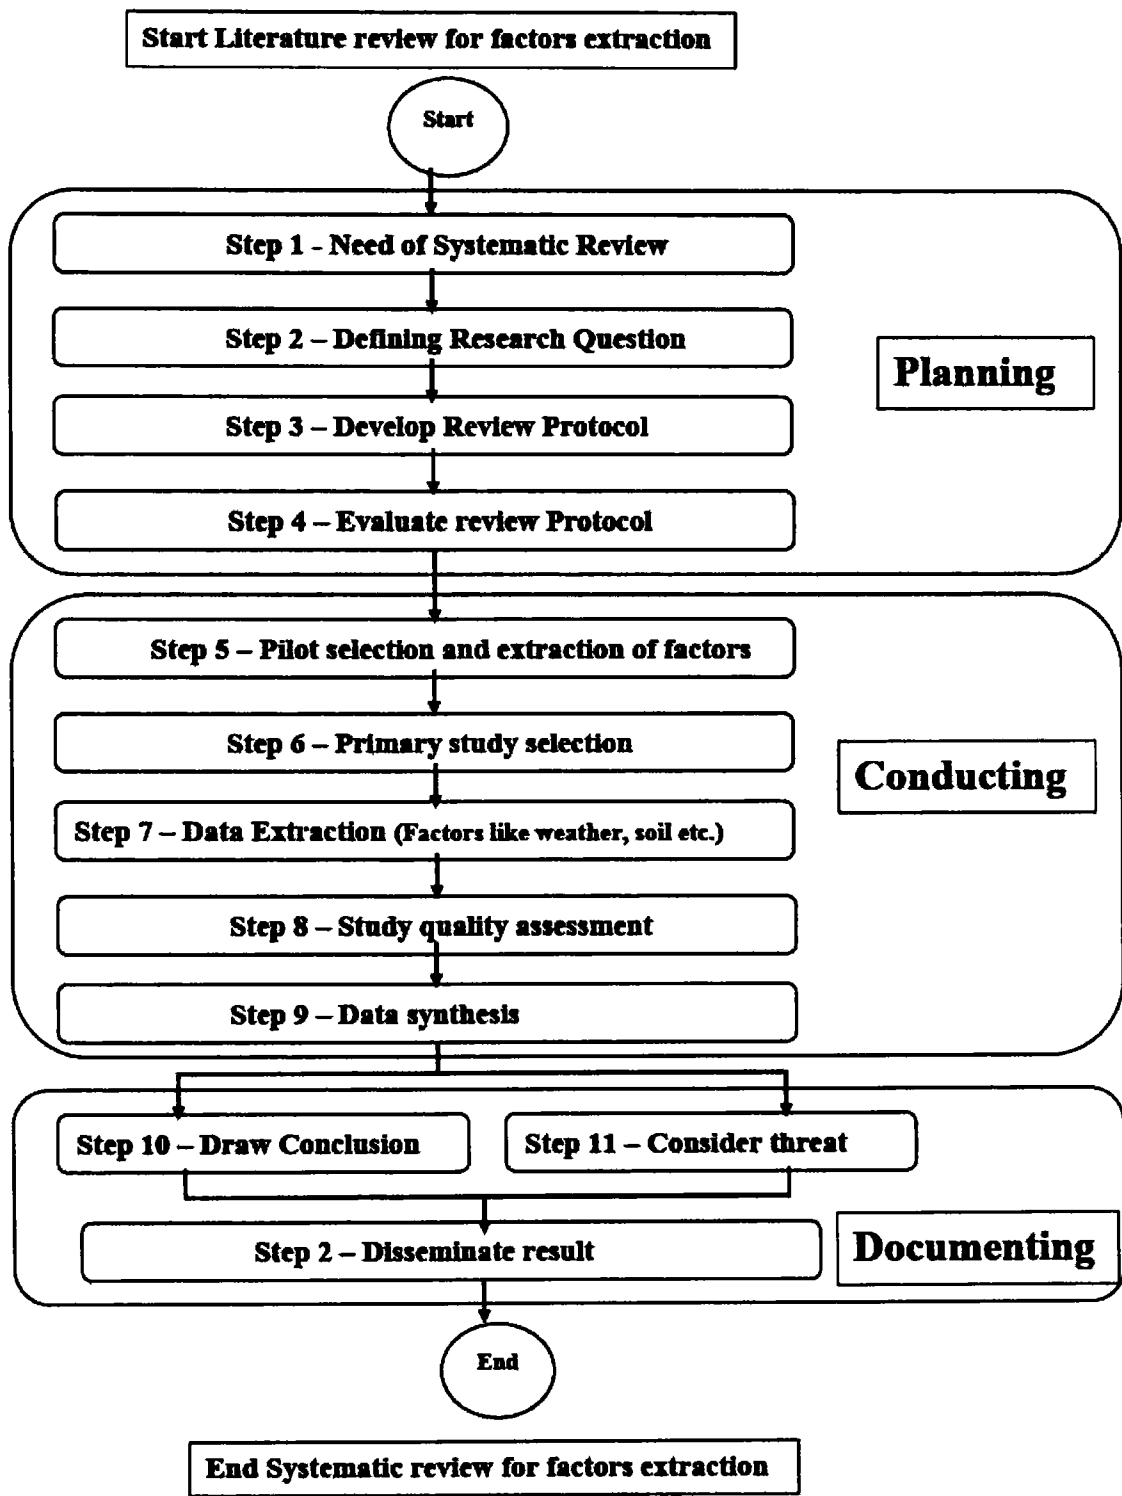 Start Literature review for factors extraction
Start
Step 1 - Need of Systematic Review
Step 2 – Defining Research Question
Planning
Step 3 – Develop Review Protocol
Step 4 – Evaluate review Protocol
Step 5 – Pilot selection and extraction of factors
Step 6 – Primary study selection
Conducting
Step 7 – Data Extraction (Factors like weather, soil etc.)
Step 8 – Study quality assessment
Step 9 – Data synthesis
Step 10 – Draw Conclusion
Step 11 – Consider threat
Step 2 – Disseminate result
Documenting
End
End Systematic review for factors extraction